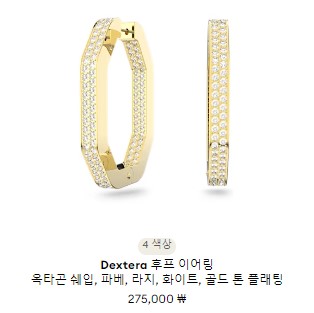 4 색상
Dextera 후프 이어링
옥타곤 쉐입, 파베, 라지, 화이트, 골드 톤 플래팅
275,000 ₩